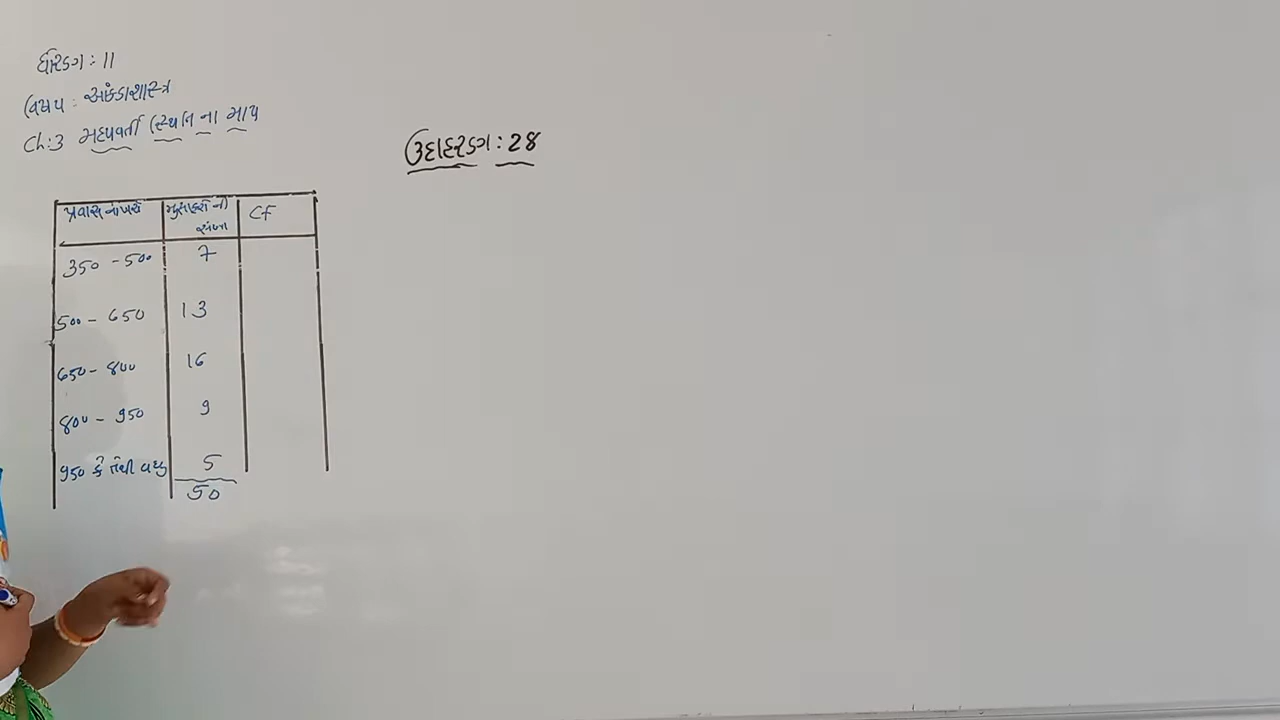 ધોરણ : 11
વિષય : આંકડાશાસ્ત્ર
Ch:3 મધ્યવર્તી સ્થિતિ ના માપ
ઉદાહરણ : 28
પ્રવાસ નો ખર્ચ મુસાફરો ની સંખ્યા CF
350 - 500 7
500 - 650 13
650 - 800 16
800 - 950 9
950 કે તેથી વધુ 5
50